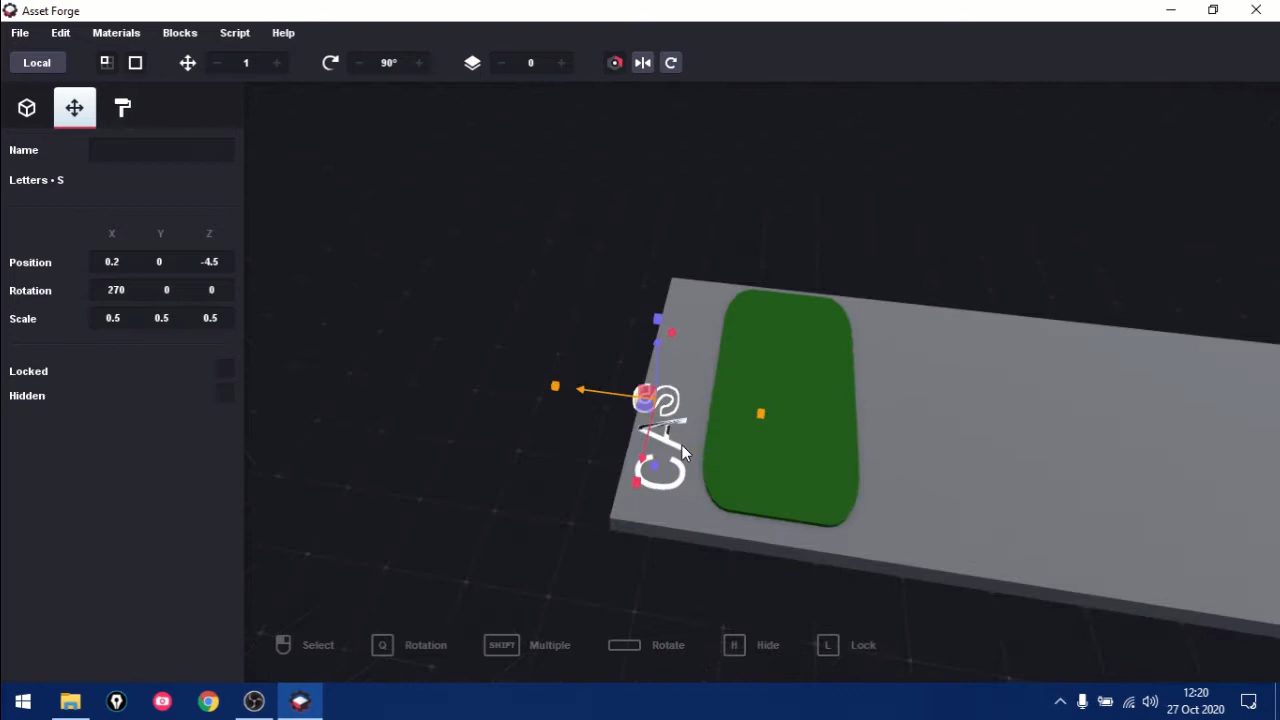 Asset Forge
File Edit Materials Blocks Script Help
Local 1 90° 0
Name
Letters • S
X Y Z
Position 0.2 0 -4.5
Rotation 270 0 0
Scale 0.5 0.5 0.5
Locked
Hidden
CAS
Select Q Rotation SHIFT Multiple Rotate H Hide L Lock
12:20
27 Oct 2020